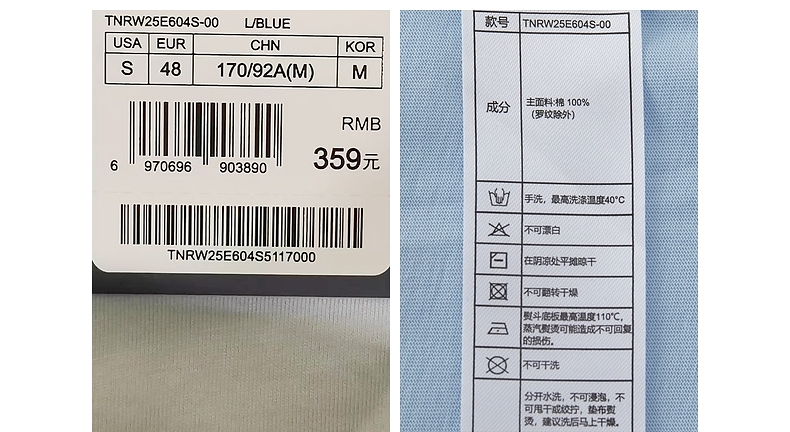 TNRW25E604S-00 L/BLUE
USA EUR CHN KOR
S 48 170/92A(M) M
RMB
359元
6 970696 903890
TNRW25E604S5117000
款号 TNRW25E604S-00
成分
主面料:棉 100%
(罗纹除外)
手洗，最高洗涤温度40°C
不可漂白
在阴凉处平摊晾干
不可翻转干燥
熨斗底板最高温度110℃，
蒸汽熨烫可能造成不可回复
的损伤。
不可干洗
分开水洗，不可浸泡，不
可甩干或绞拧，垫布熨
烫，建议洗后马上干燥。